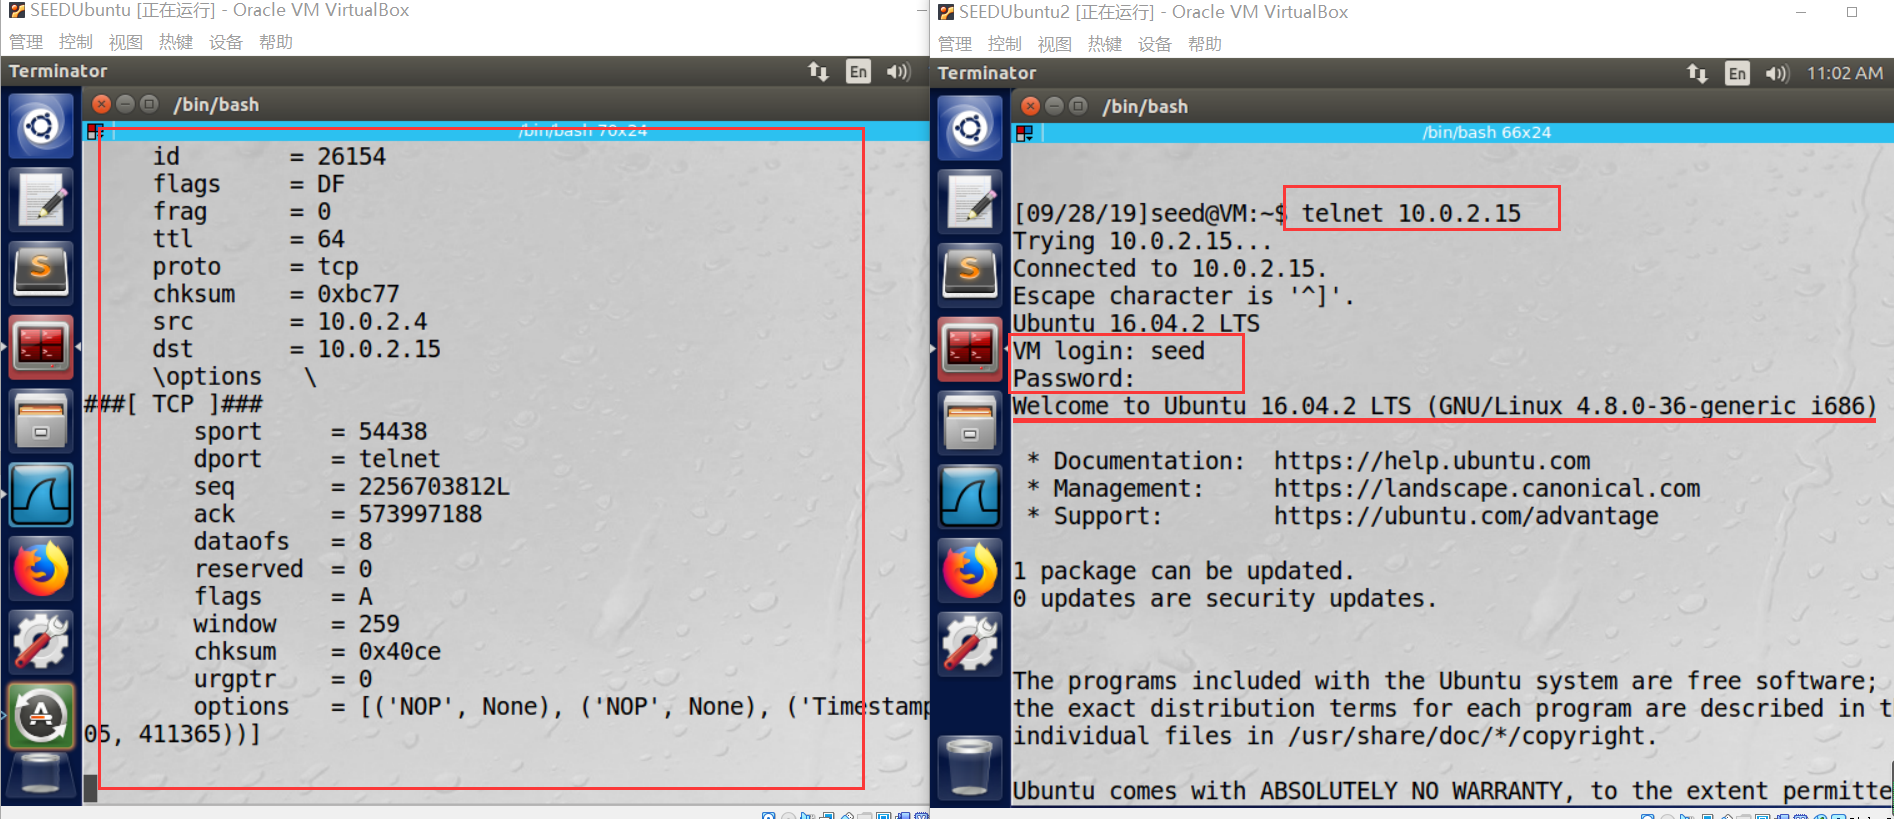 SEEDUbuntu [正在运行] - Oracle VM VirtualBox
管理 控制 视图 热键 设备 帮助
Terminator
En
/bin/bash
/bin/bash 70x24
id = 26154
flags = DF
frag = 0
ttl = 64
proto = tcp
chksum = 0xbc77
src = 10.0.2.4
dst = 10.0.2.15
\options \
###[ TCP ]###
sport = 54438
dport = telnet
seq = 2256703812L
ack = 573997188
dataofs = 8
reserved = 0
flags = A
window = 259
chksum = 0x40ce
urgptr = 0
options = [('NOP', None), ('NOP', None), ('Timestamp
05, 411365))]
SEEDUbuntu2 [正在运行] - Oracle VM VirtualBox
管理 控制 视图 热键 设备 帮助
Terminator
En
11:02 AM
/bin/bash
/bin/bash 66x24
[09/28/19]seed@VM:~$ telnet 10.0.2.15
Trying 10.0.2.15...
Connected to 10.0.2.15.
Escape character is '^]'.
Ubuntu 16.04.2 LTS
VM login: seed
Password:
Welcome to Ubuntu 16.04.2 LTS (GNU/Linux 4.8.0-36-generic i686)
* Documentation: https://help.ubuntu.com
* Management: https://landscape.canonical.com
* Support: https://ubuntu.com/advantage
1 package can be updated.
0 updates are security updates.
The programs included with the Ubuntu system are free software;
the exact distribution terms for each program are described in t
individual files in /usr/share/doc/*/copyright.
Ubuntu comes with ABSOLUTELY NO WARRANTY, to the extent permitte